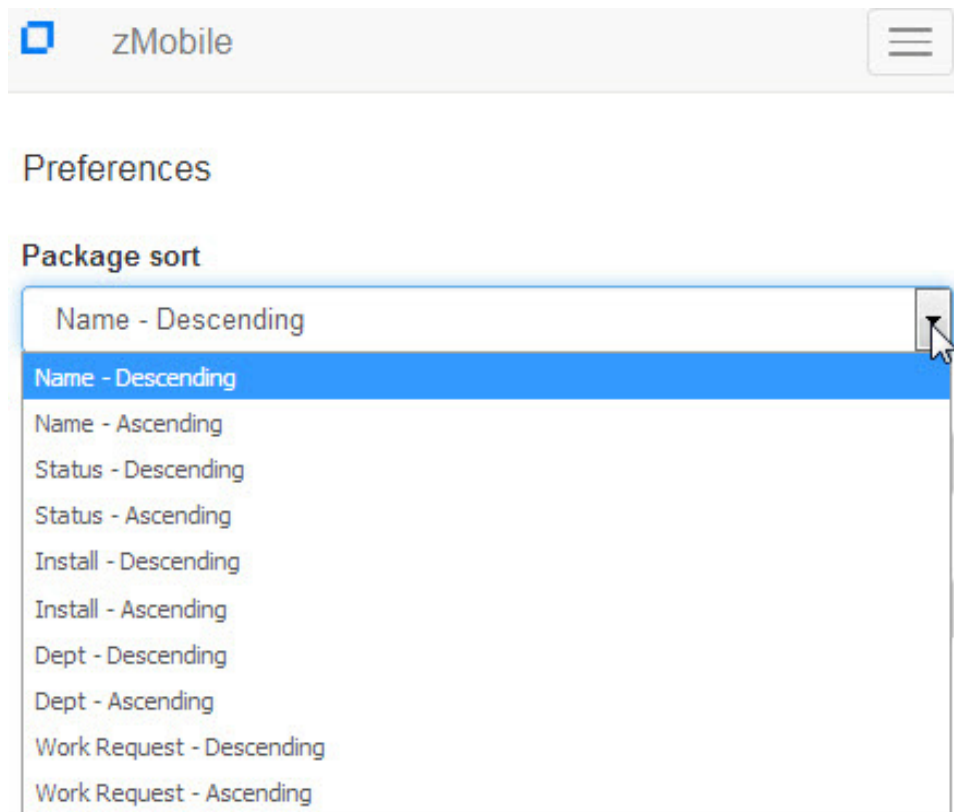 zMobile
Preferences
Package sort
Name - Descending
Name - Descending
Name - Ascending
Status - Descending
Status - Ascending
Install - Descending
Install - Ascending
Dept - Descending
Dept - Ascending
Work Request - Descending
Work Request - Ascending